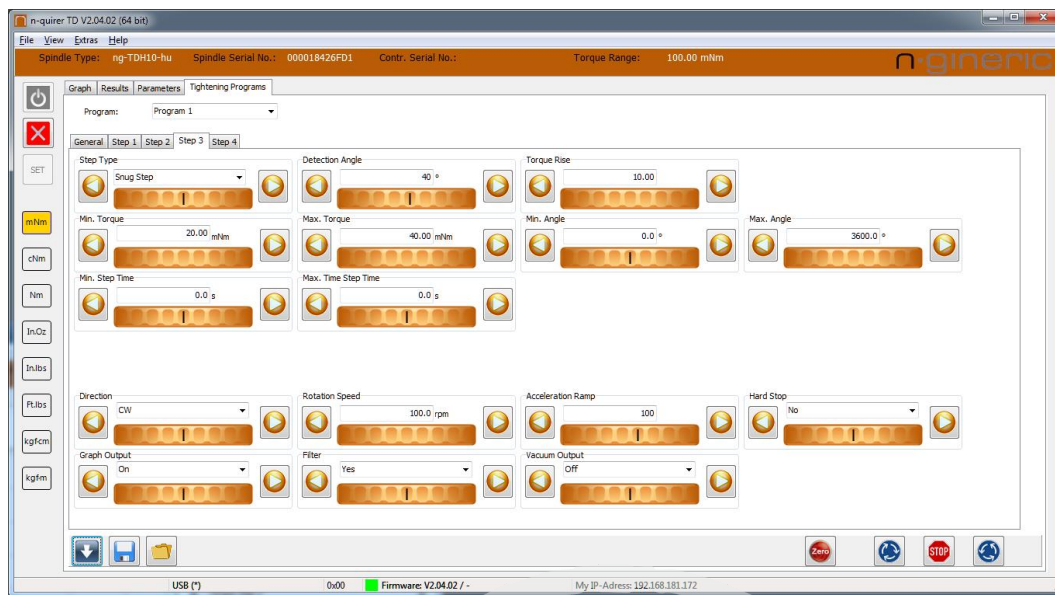 n-quirer TD V2.04.02 (64 bit)
File View Extras Help
Spindle Type: ng-TDH10-hu Spindle Serial No.: 000018426FD1 Contr. Serial No.: Torque Range: 100.00 mNm n-gineric
Graph Results Parameters Tightening Programs
Program: Program 1
General Step 1 Step 2 Step 3 Step 4
SET
mNm
cNm
Nm
In.Oz
In.lbs
Ft.lbs
kgfcm
kgfm
Step Type Detection Angle Torque Rise
Snug Step 40 ° 10.00
Min. Torque Max. Torque Min. Angle Max. Angle
20.00 mNm 40.00 mNm 0.0 ° 3600.0 °
Min. Step Time Max. Time Step Time
0.0 s 0.0 s
Direction Rotation Speed Acceleration Ramp Hard Stop
CW 100.0 rpm 100 No
Graph Output Filter Vacuum Output
On Yes Off
Zero STOP
USB (*) 0x00 Firmware: V2.04.02 / - My IP-Adress: 192.168.181.172